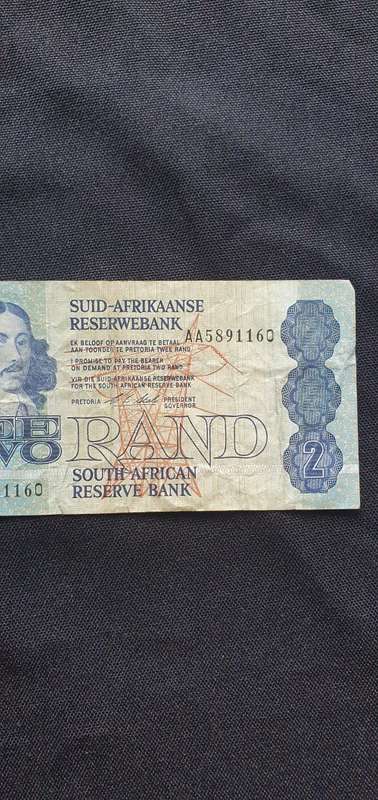 SUID-AFRIKAANSE
RESERWEBANK
AA5891160
EK BELOOF OP AANVRAAG TE BETAAL
AAN TOONDER TE PRETORIA TWEE RAND
I PROMISE TO PAY THE BEARER
ON DEMAND AT PRETORIA TWO RAND
VIR DIE SUID-AFRIKAANSE RESERWEBANK
FOR THE SOUTH AFRICAN RESERVE BANK
PRETORIA PRESIDENT
GOVERNOR
EE
WO RAND
2
SOUTH AFRICAN
RESERVE BANK
1160